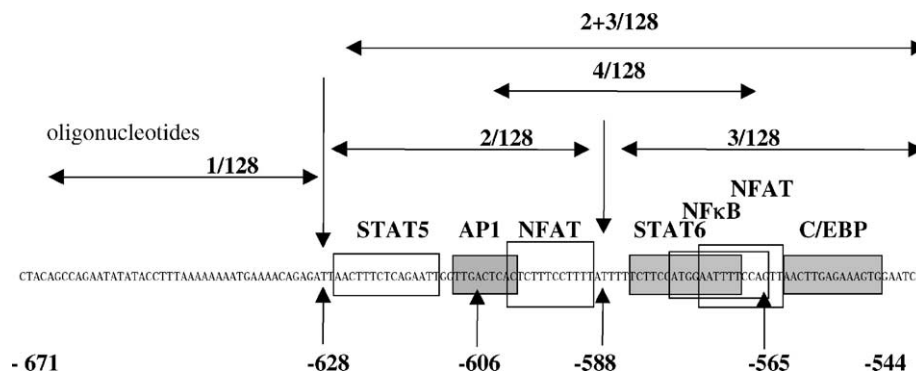 2+3/128
4/128
oligonucleotides
2/128
3/128
1/128
NFAT
NFκB
STAT5 AP1 NFAT STAT6 C/EBP
CTACAGCCAGAATATATACCTTTAAAAAAAATGAAAACAGAGATTAACTTTCTCAGAATTGGTTGACTCACTCTTTCCTTTTATTTTTCTTCGATGGAATTTTCCAGTTAACTTGAGAAAGTGGAATC
- 671 -628 -606 -588 -565 -544